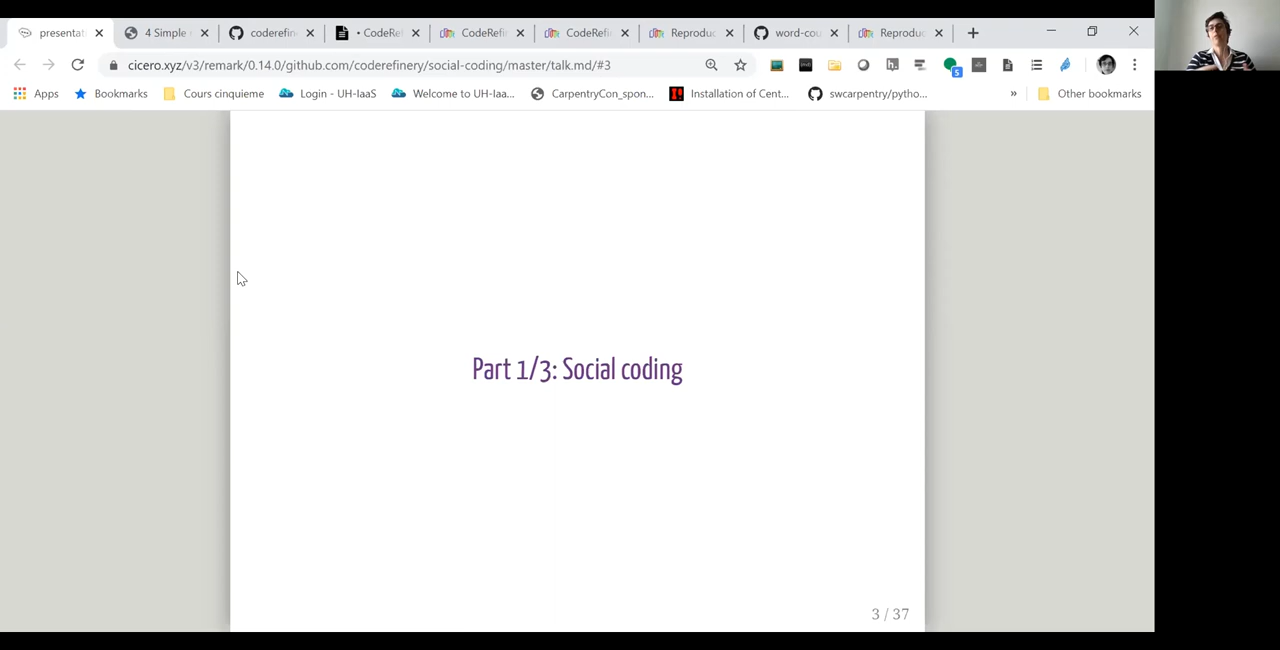 presentat
4 Simple
coderefin
• CodeRe
CodeRefi
CodeRefi
Reproduc
word-cou
Reproduc
cicero.xyz/v3/remark/0.14.0/github.com/coderefinery/social-coding/master/talk.md/#3
5
Apps
Bookmarks
Cours cinquieme
Login - UH-IaaS
Welcome to UH-Iaa...
CarpentryCon_spon...
Installation of Cent...
swcarpentry/pytho...
»
Other bookmarks
Part 1/3: Social coding
3 / 37